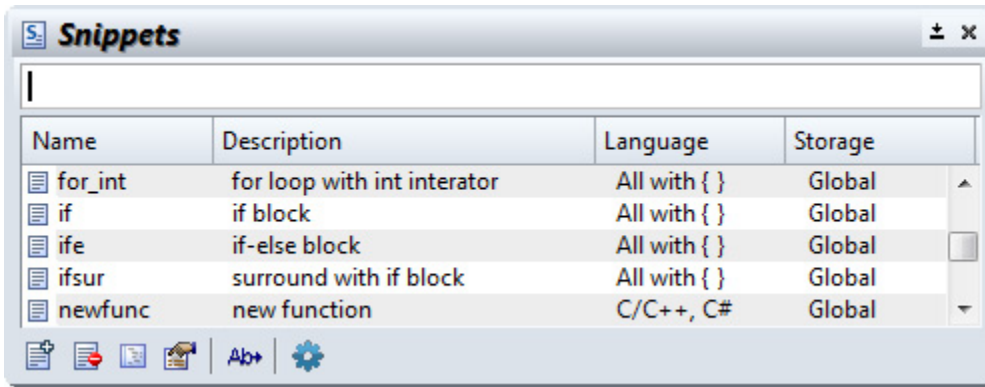 Snippets
Name Description Language Storage
for_int for loop with int interator All with { } Global
if if block All with { } Global
ife if-else block All with { } Global
ifsur surround with if block All with { } Global
newfunc new function C/C++, C# Global
Ab